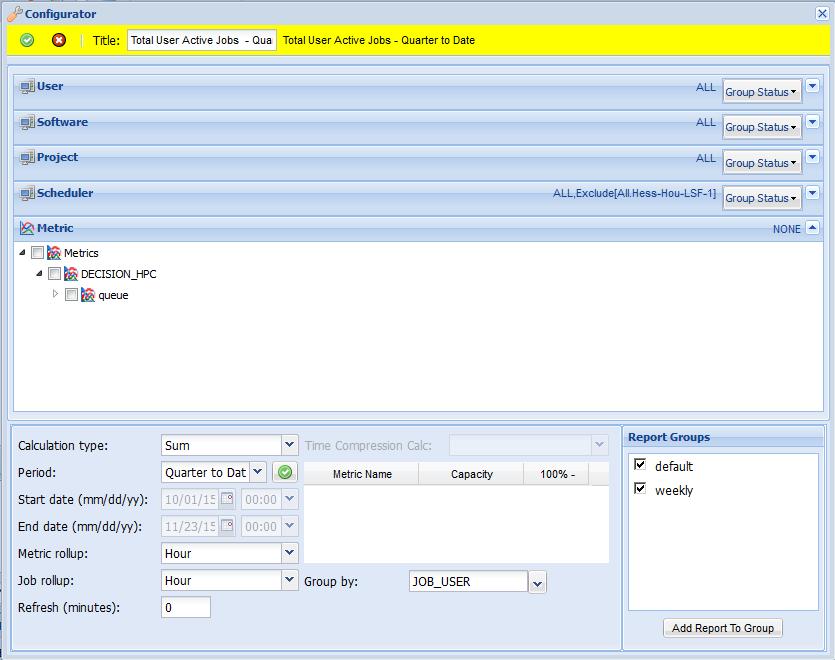 Configurator
Title: Total User Active Jobs - Qua Total User Active Jobs - Quarter to Date
User ALL Group Status
Software ALL Group Status
Project ALL Group Status
Scheduler ALL,Exclude[All.Hess-Hou-LSF-1] Group Status
Metric NONE
Metrics
DECISION_HPC
queue
Calculation type: Sum Time Compression Calc:
Period: Quarter to Dat Metric Name Capacity 100% -
Start date (mm/dd/yy): 10/01/15 00:00
End date (mm/dd/yy): 11/23/15 00:00
Metric rollup: Hour
Job rollup: Hour Group by: JOB_USER
Refresh (minutes): 0
Report Groups
default
weekly
Add Report To Group